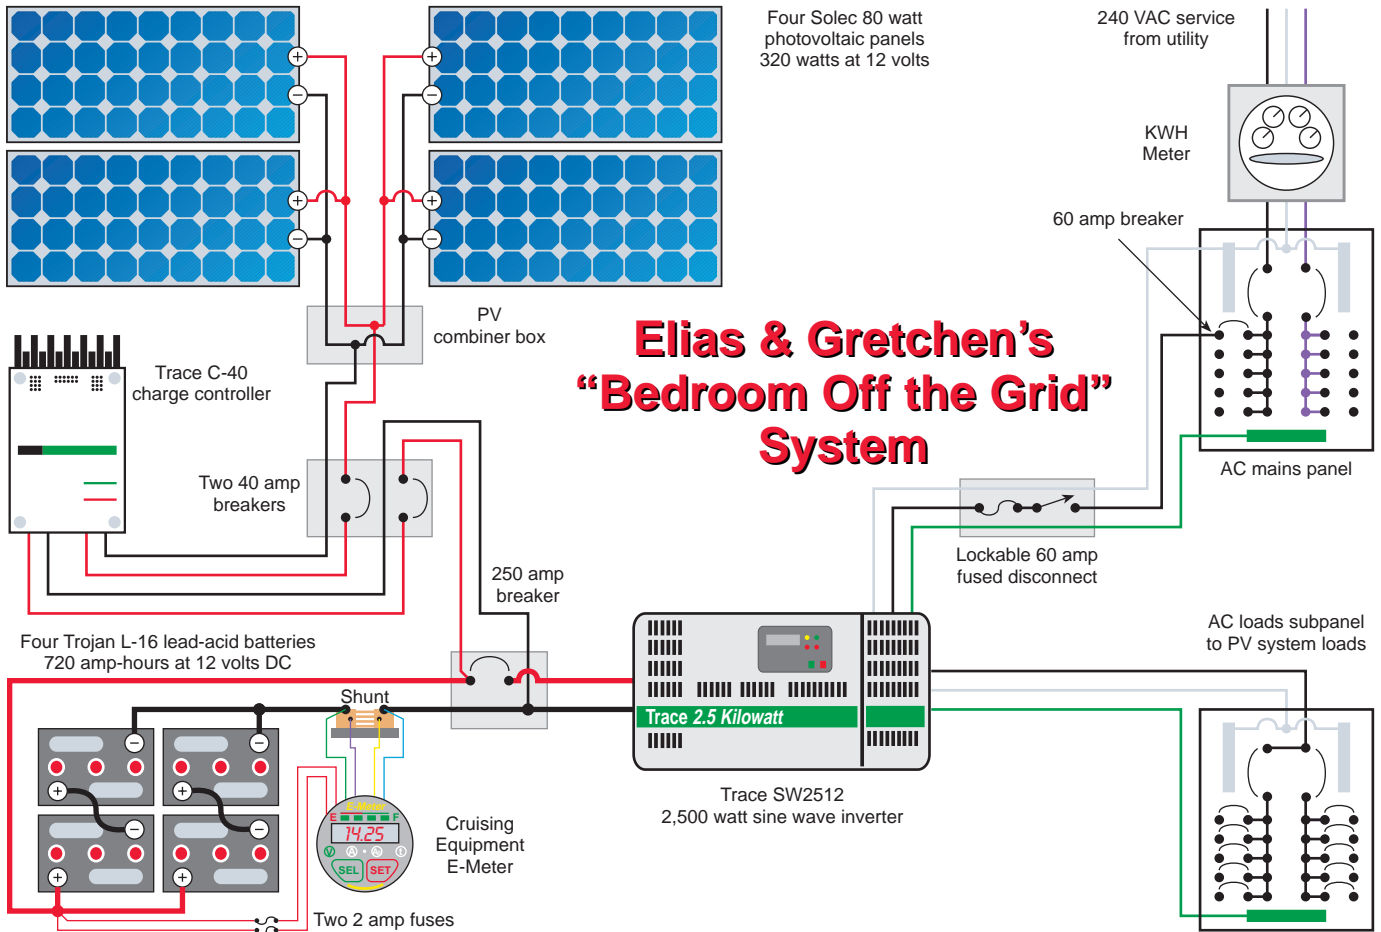 Four Solec 80 watt
photovoltaic panels
320 watts at 12 volts
240 VAC service
from utility
KWH
Meter
60 amp breaker
PV
combiner box
Elias & Gretchen's
“Bedroom Off the Grid”
System
Trace C-40
charge controller
Two 40 amp
breakers
AC mains panel
Lockable 60 amp
fused disconnect
250 amp
breaker
Four Trojan L-16 lead-acid batteries
720 amp-hours at 12 volts DC
AC loads subpanel
to PV system loads
Shunt
Trace 2.5 Kilowatt
Trace SW2512
2,500 watt sine wave inverter
E-Meter
E F
14.25
V A Ah t
SEL SET
Cruising
Equipment
E-Meter
Two 2 amp fuses
+
−
+
−
+
−
+
−
−
+
−
+
−
+
−
+